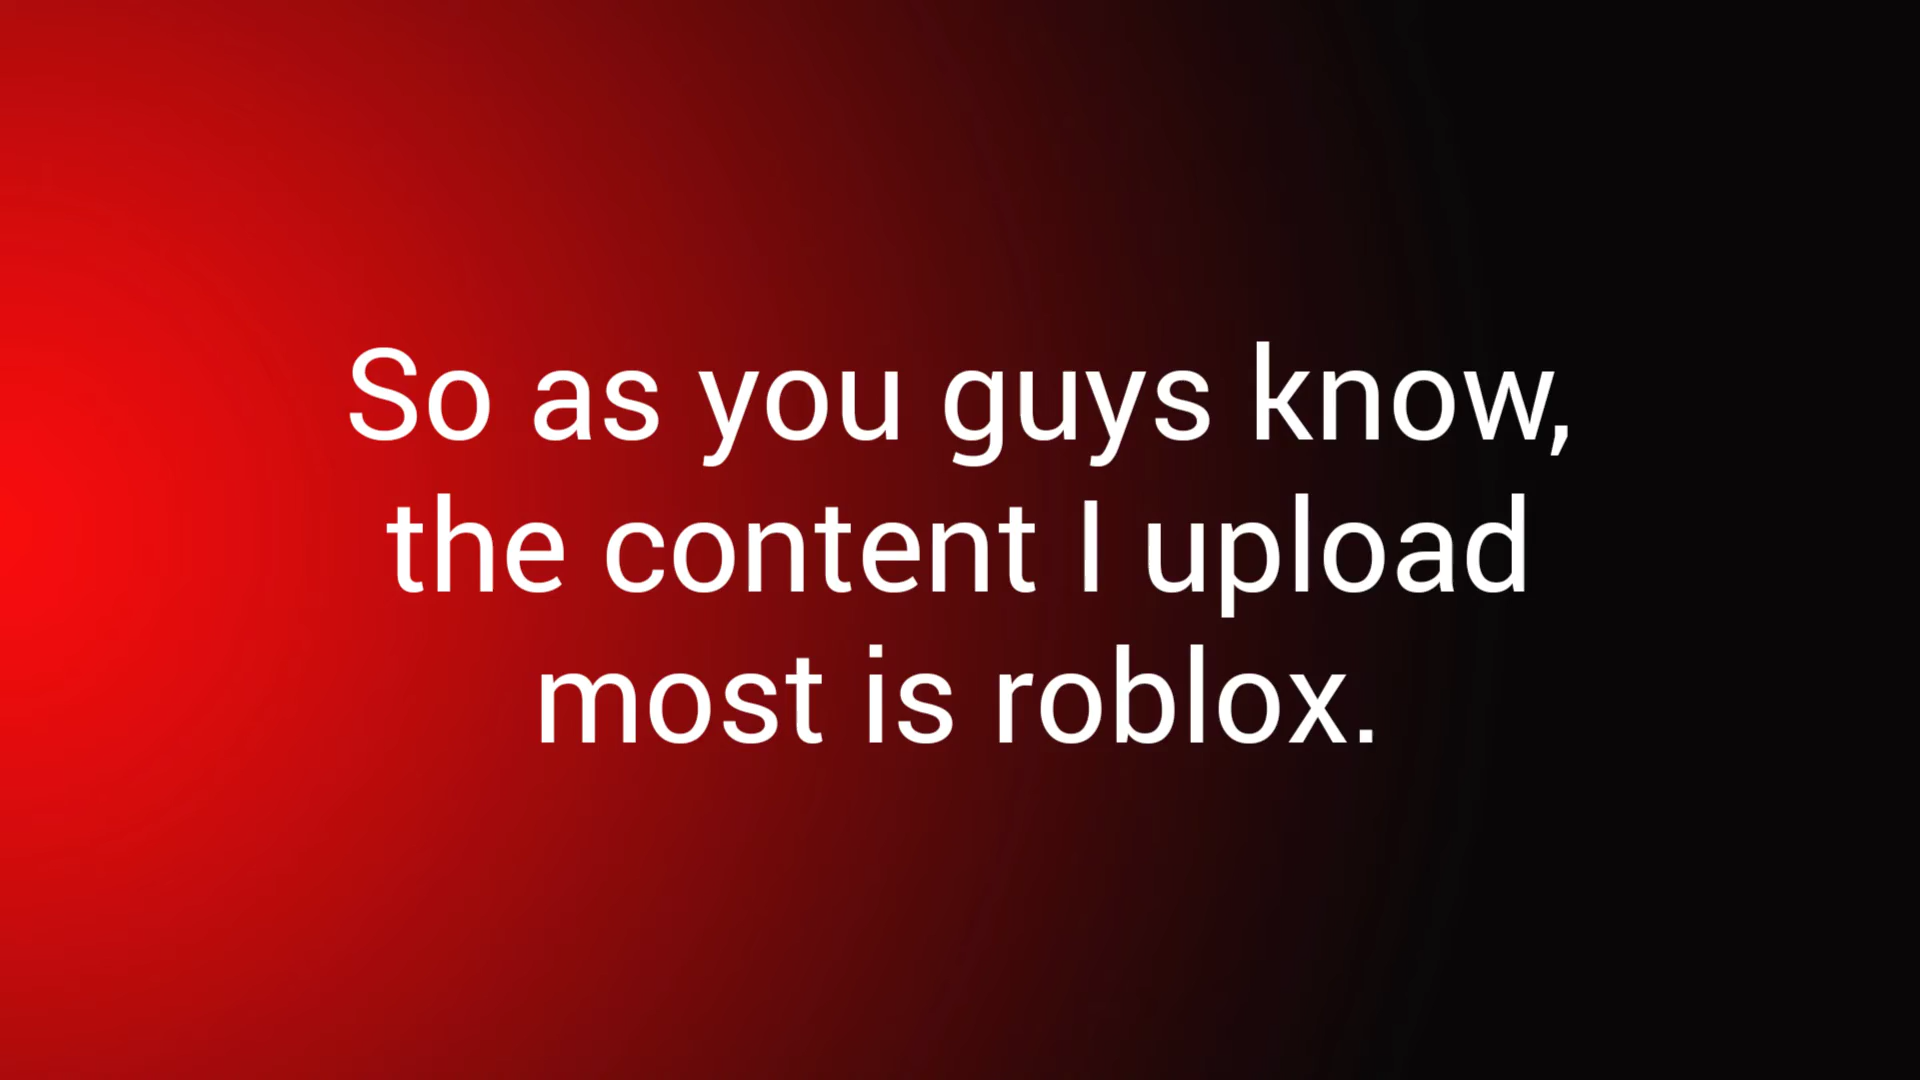 So as you guys know,
the content I upload
most is roblox.